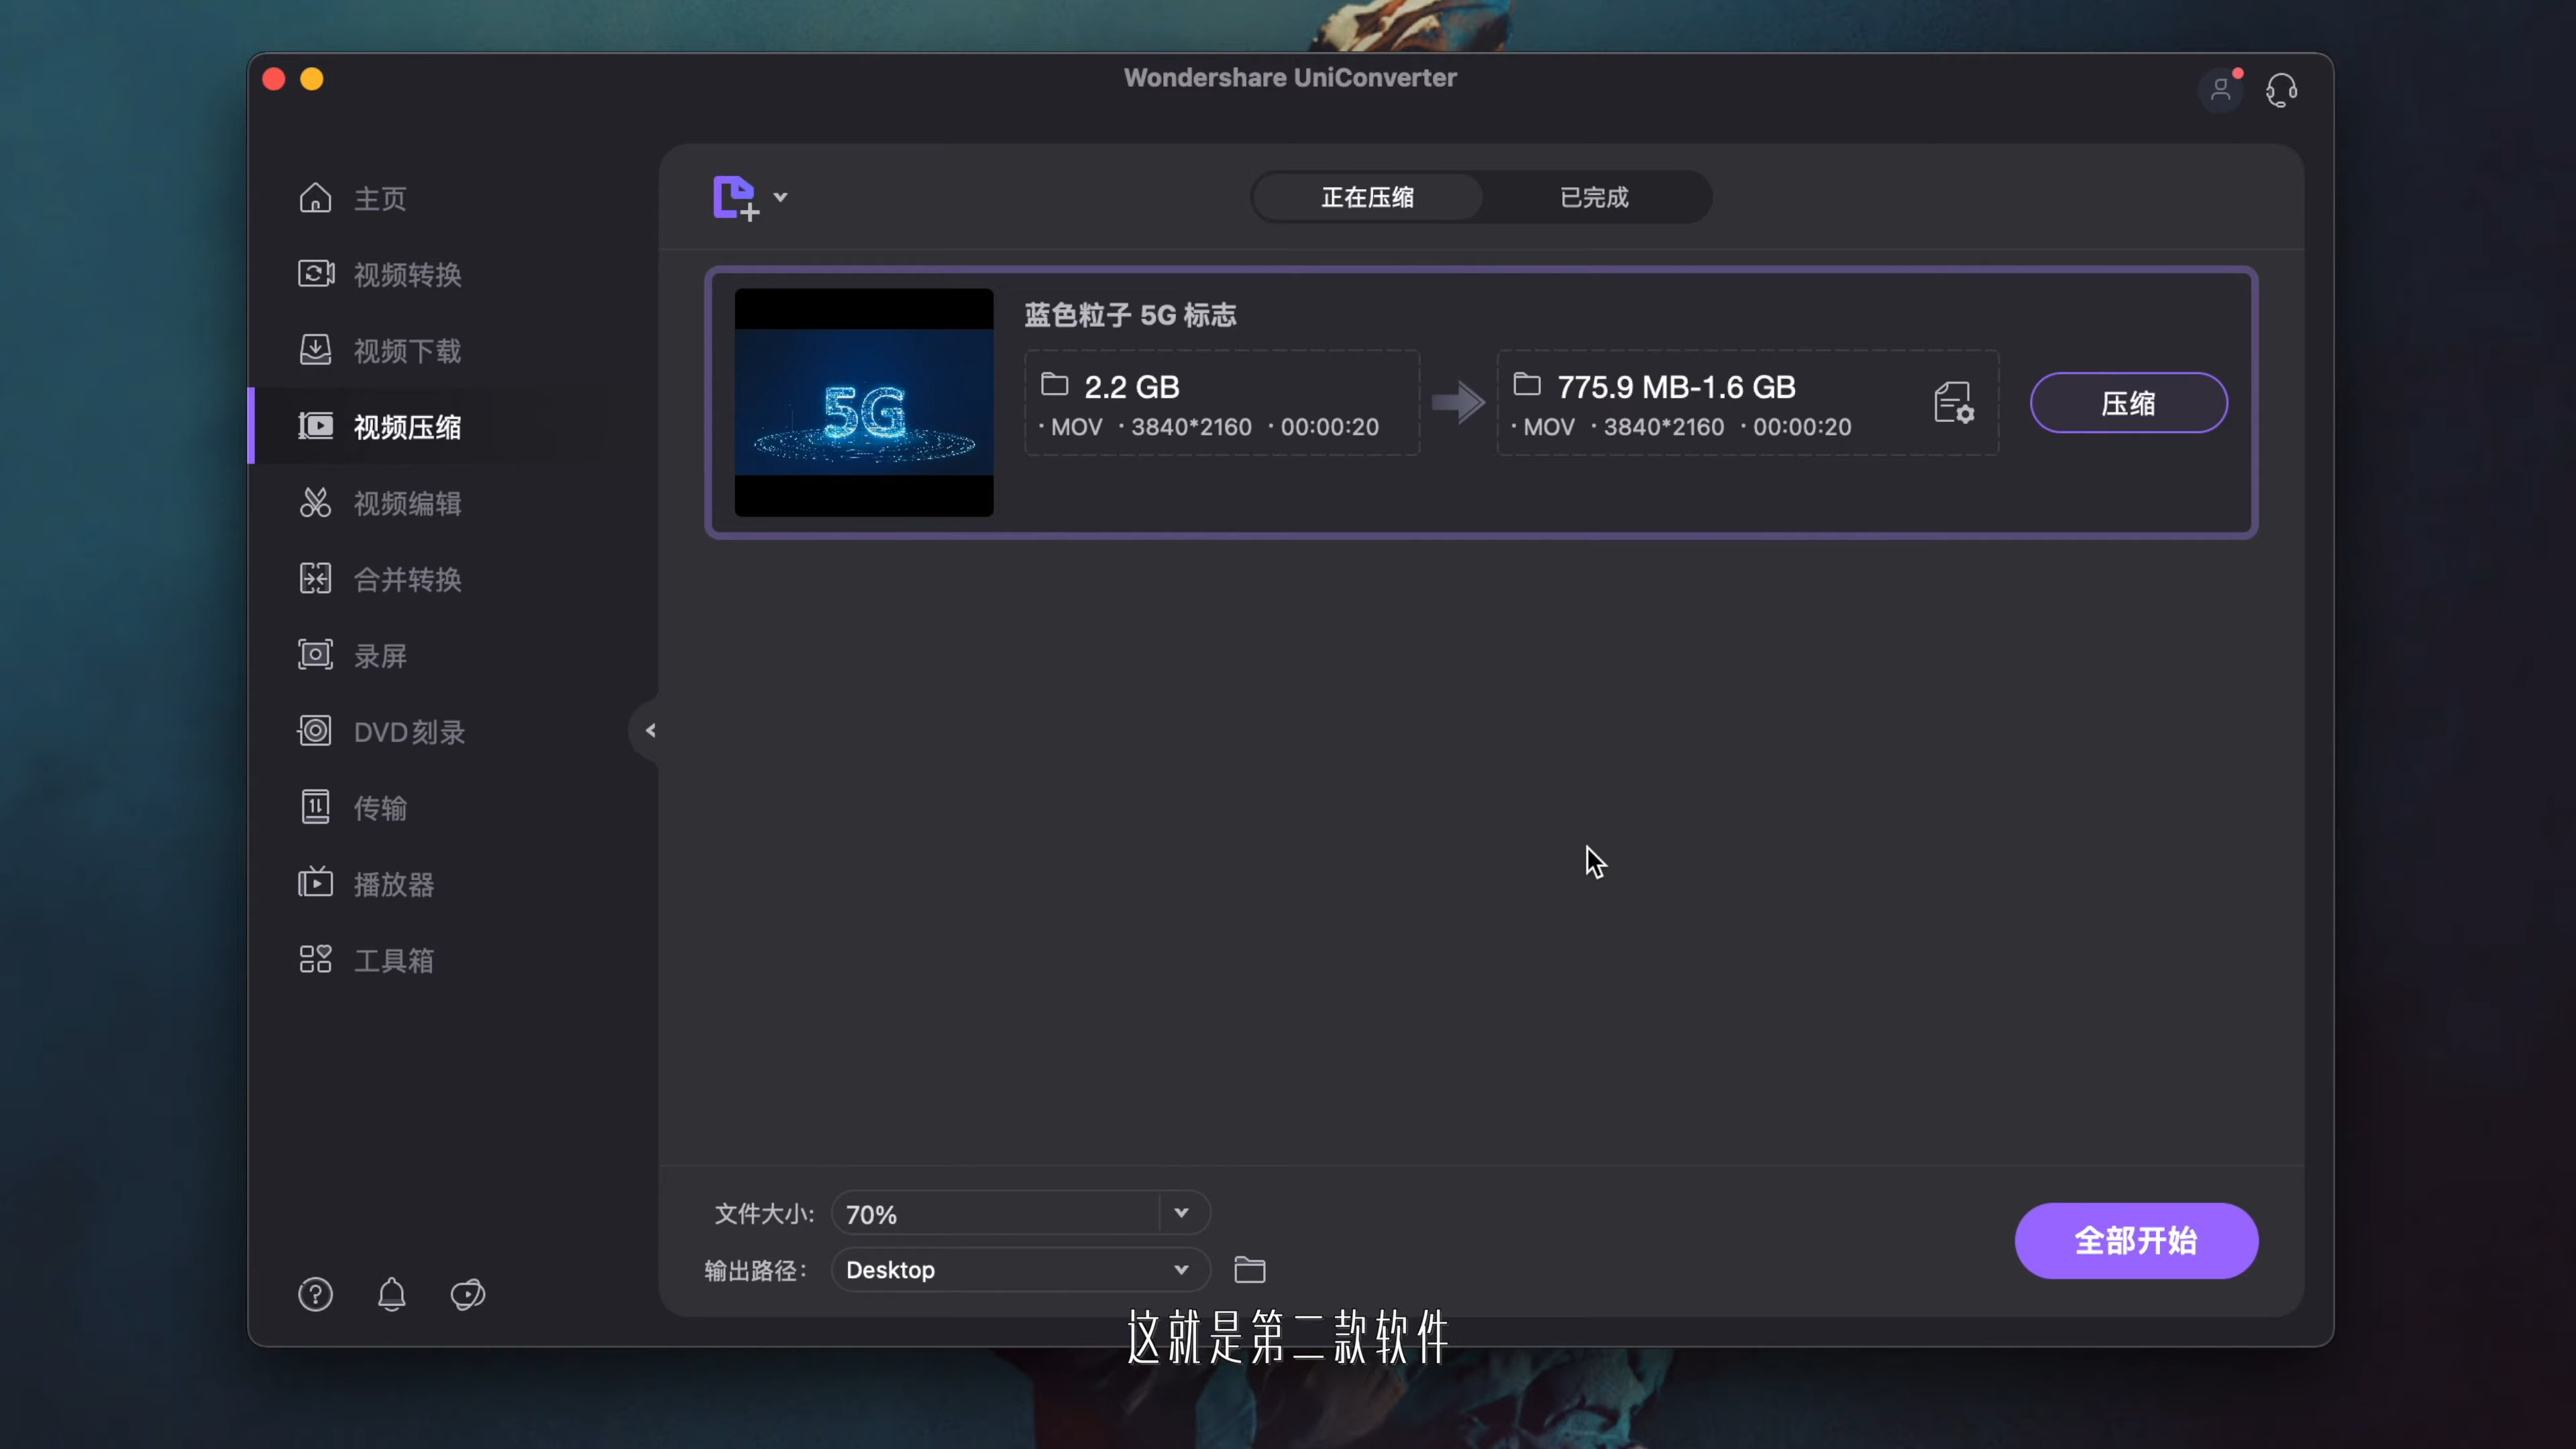 Wondershare UniConverter
主页
视频转换
视频下载
视频压缩
视频编辑
合并转换
录屏
DVD刻录
传输
播放器
工具箱
正在压缩
已完成
5G
蓝色粒子 5G 标志
2.2 GB
· MOV · 3840*2160 · 00:00:20
775.9 MB-1.6 GB
· MOV · 3840*2160 · 00:00:20
压缩
文件大小: 70%
输出路径: Desktop
全部开始
这就是第二款软件